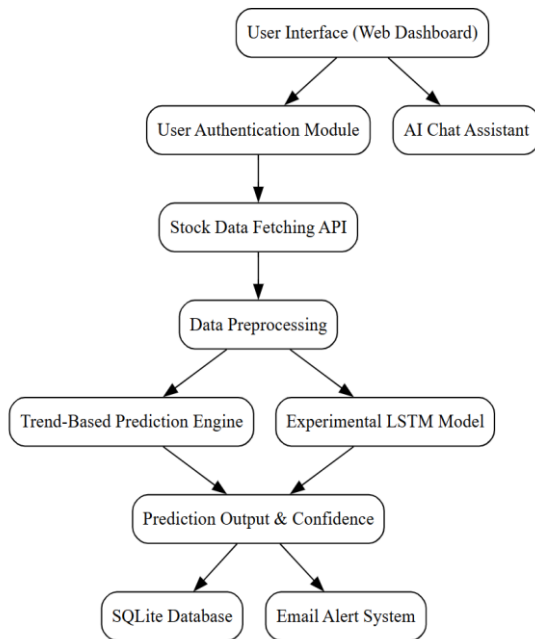 User Interface (Web Dashboard)
User Authentication Module
AI Chat Assistant
Stock Data Fetching API
Data Preprocessing
Trend-Based Prediction Engine
Experimental LSTM Model
Prediction Output & Confidence
SQLite Database
Email Alert System